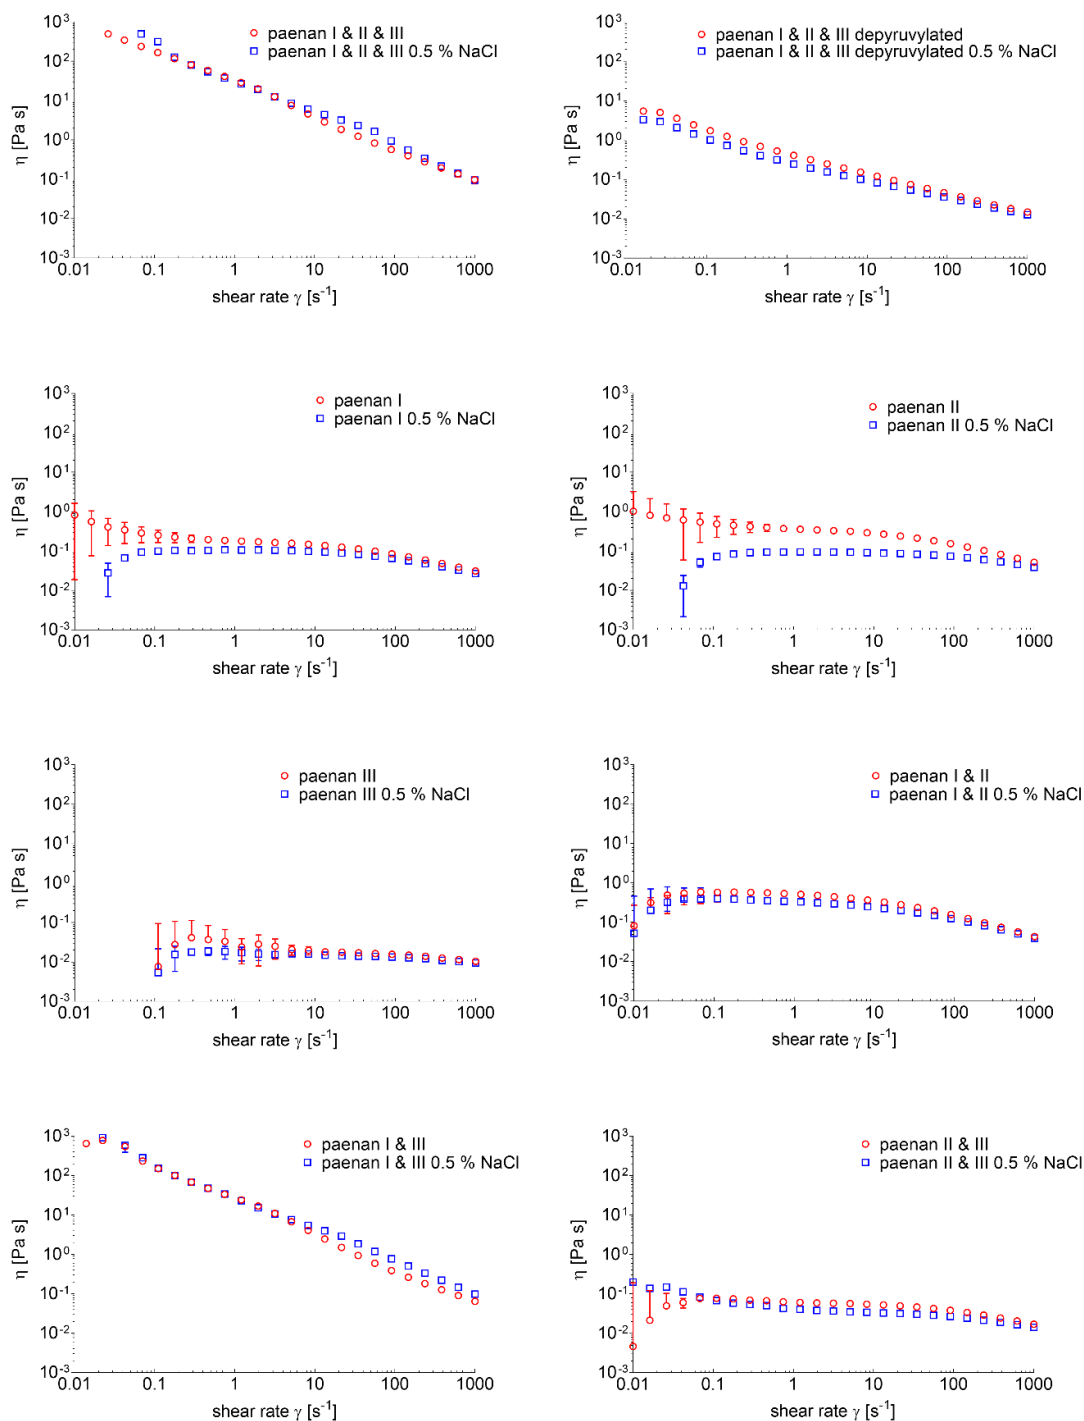 paenan I & II & III
paenan I & II & III 0.5 % NaCl
η [Pa s]
10³
10²
10¹
10⁰
10⁻¹
10⁻²
10⁻³
0.01 0.1 1 10 100 1000
shear rate γ [s⁻¹]
paenan I & II & III depyruvylated
paenan I & II & III depyruvylated 0.5 % NaCl
η [Pa s]
10³
10²
10¹
10⁰
10⁻¹
10⁻²
10⁻³
0.01 0.1 1 10 100 1000
shear rate γ [s⁻¹]
paenan I
paenan I 0.5 % NaCl
η [Pa s]
10³
10²
10¹
10⁰
10⁻¹
10⁻²
10⁻³
0.01 0.1 1 10 100 1000
shear rate γ [s⁻¹]
paenan II
paenan II 0.5 % NaCl
η [Pa s]
10³
10²
10¹
10⁰
10⁻¹
10⁻²
10⁻³
0.01 0.1 1 10 100 1000
shear rate γ [s⁻¹]
paenan III
paenan III 0.5 % NaCl
η [Pa s]
10³
10²
10¹
10⁰
10⁻¹
10⁻²
10⁻³
0.01 0.1 1 10 100 1000
shear rate γ [s⁻¹]
paenan I & II
paenan I & II 0.5 % NaCl
η [Pa s]
10³
10²
10¹
10⁰
10⁻¹
10⁻²
10⁻³
0.01 0.1 1 10 100 1000
shear rate γ [s⁻¹]
paenan I & III
paenan I & III 0.5 % NaCl
η [Pa s]
10³
10²
10¹
10⁰
10⁻¹
10⁻²
10⁻³
0.01 0.1 1 10 100 1000
shear rate γ [s⁻¹]
paenan II & III
paenan II & III 0.5 % NaCl
η [Pa s]
10³
10²
10¹
10⁰
10⁻¹
10⁻²
10⁻³
0.01 0.1 1 10 100 1000
shear rate γ [s⁻¹]